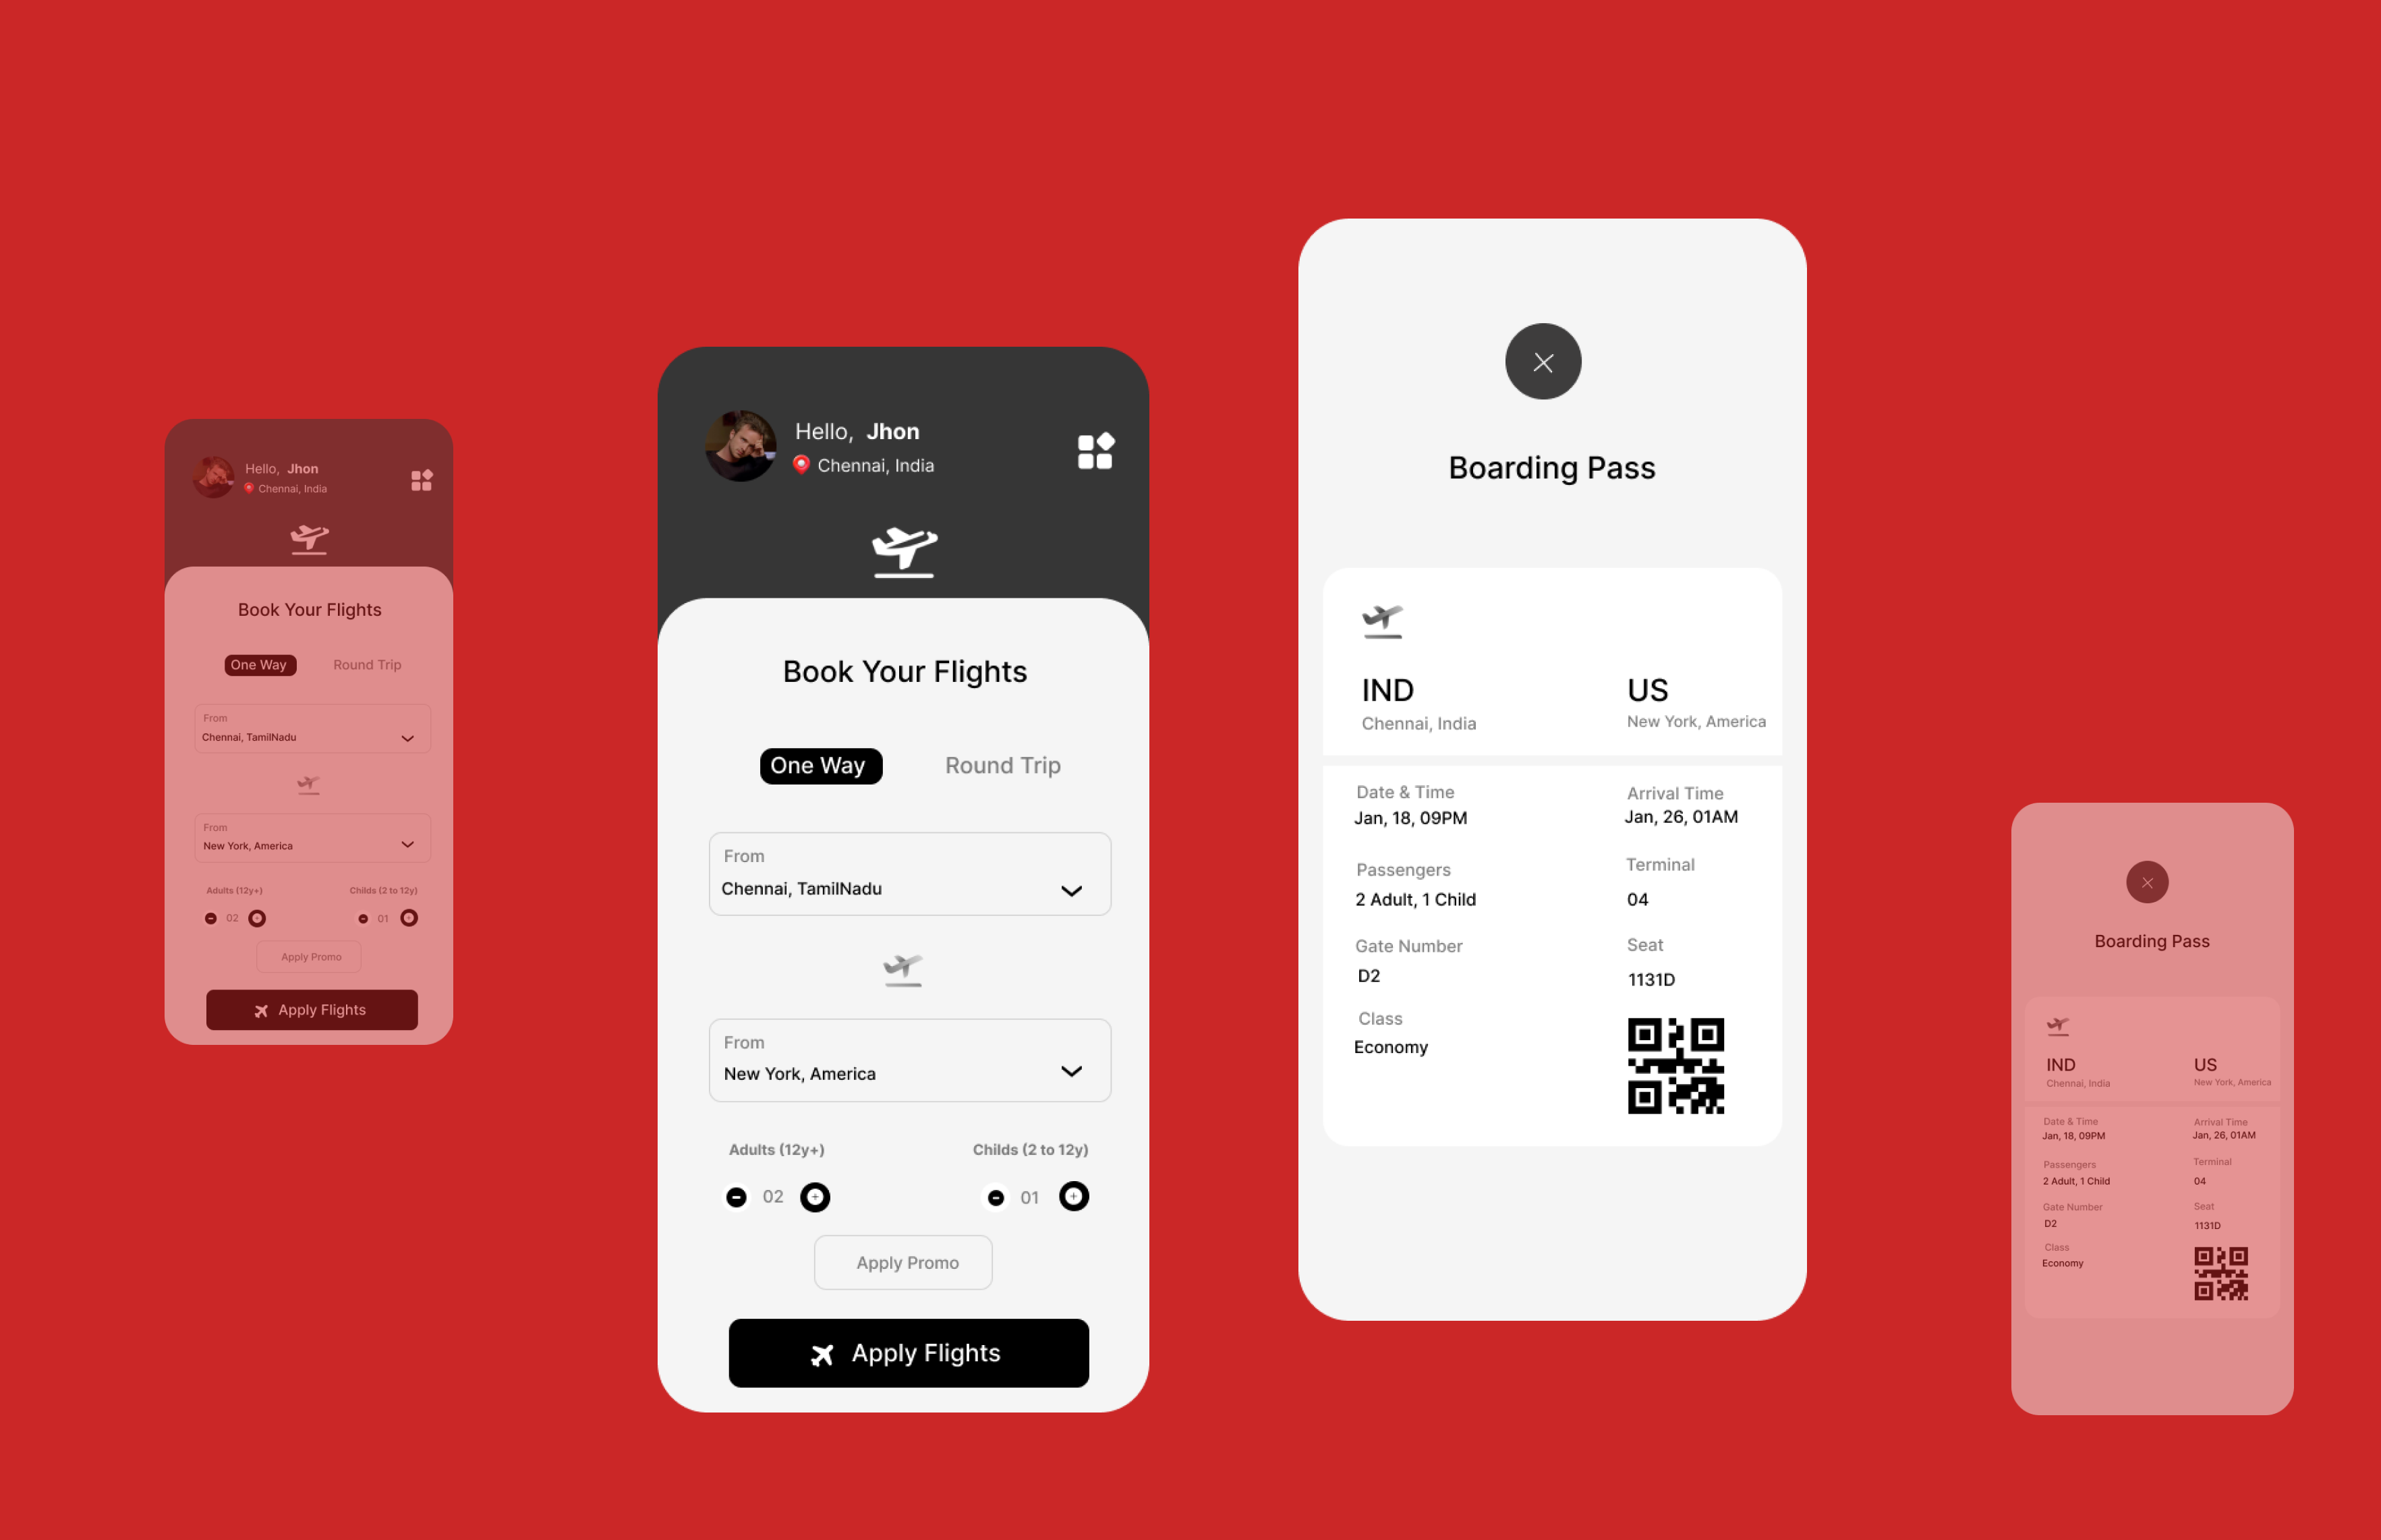 Hello, Jhon
Chennai, India
Book Your Flights
One Way Round Trip
From
Chennai, TamilNadu
From
New York, America
Adults (12y+) Childs (2 to 12y)
02 01
Apply Promo
Apply Flights
Hello, Jhon
Chennai, India
Book Your Flights
One Way Round Trip
From
Chennai, TamilNadu
From
New York, America
Adults (12y+) Childs (2 to 12y)
02 01
Apply Promo
Apply Flights
Boarding Pass
IND US
Chennai, India New York, America
Date & Time Arrival Time
Jan, 18, 09PM Jan, 26, 01AM
Passengers Terminal
2 Adult, 1 Child 04
Gate Number Seat
D2 1131D
Class
Economy
Boarding Pass
IND US
Chennai, India New York, America
Date & Time Arrival Time
Jan, 18, 09PM Jan, 26, 01AM
Passengers Terminal
2 Adult, 1 Child 04
Gate Number Seat
D2 1131D
Class
Economy